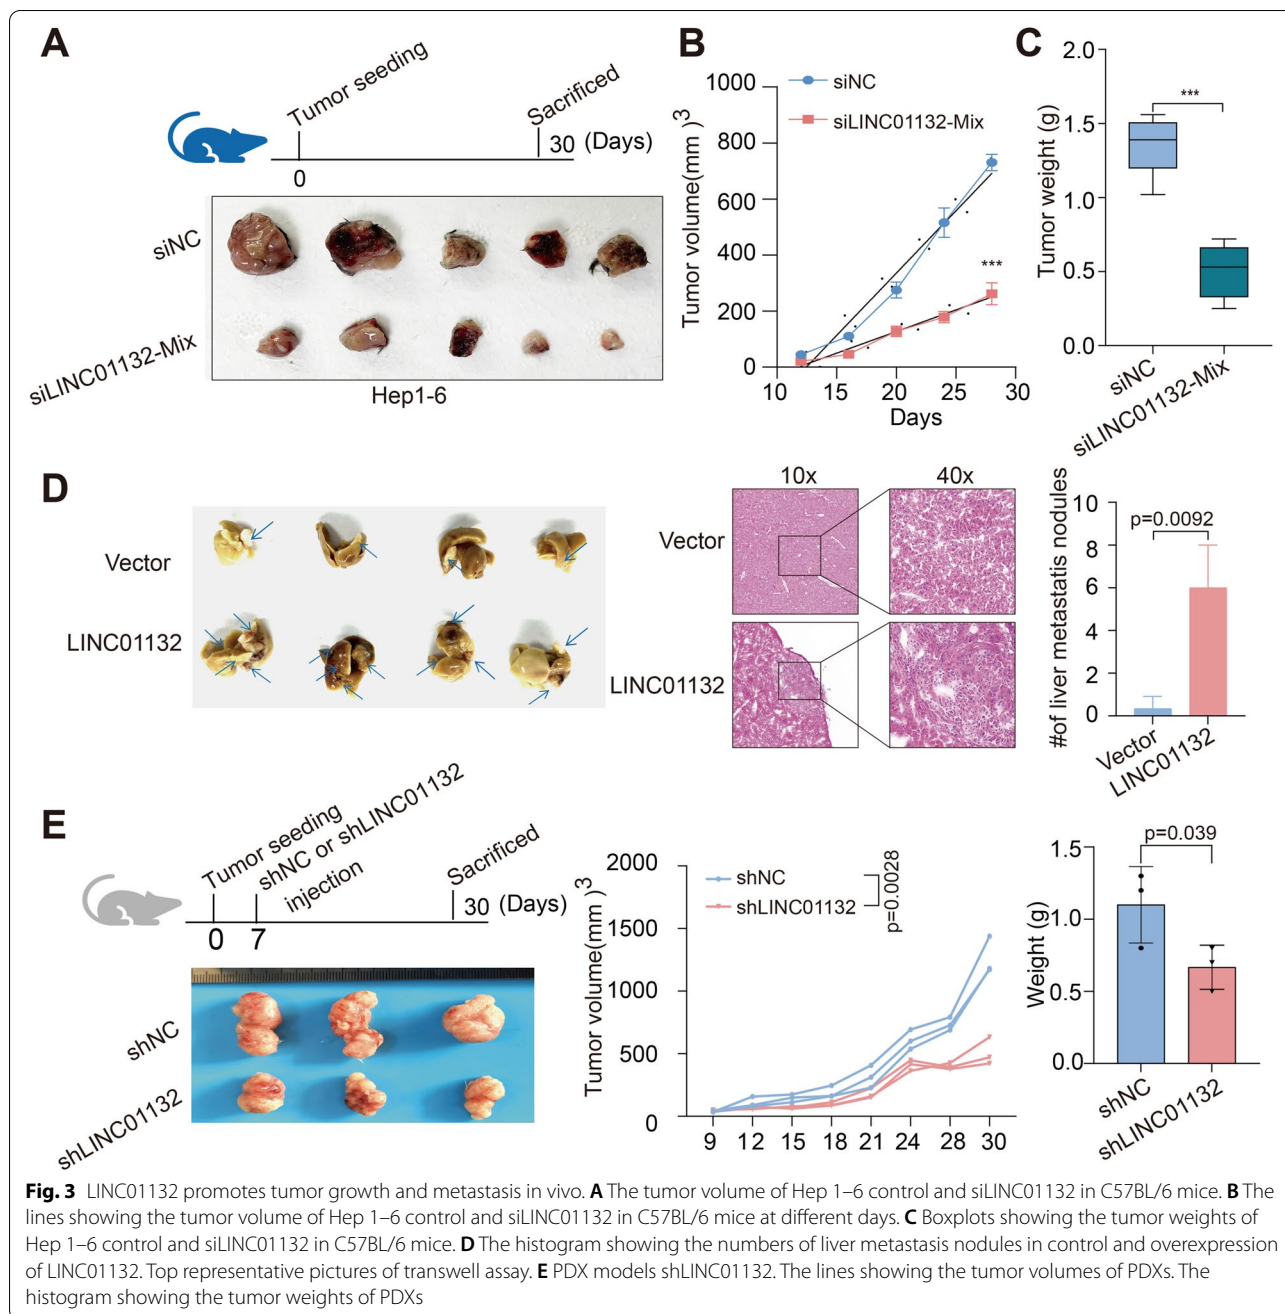 A
Tumor seeding
Sacrificed
0
30 (Days)
siNC
siLINC01132-Mix
Hep1-6
B
siNC
siLINC01132-Mix
Tumor volume(mm )3
1000
800
600
400
200
0
***
10 15 20 25 30
Days
C
Tumor weight (g)
2.0
1.5
1.0
0.5
0.0
***
siNC
siLINC01132-Mix
D
Vector
LINC01132
10x 40x
Vector
LINC01132
#of liver metastatis nodules
10
8
6
4
2
0
p=0.0092
Vector
LINC01132
E
Tumor seeding
shNC or shLINC01132
injection
Sacrificed
0 7
30 (Days)
shNC
shLINC01132
Tumor volume(mm )3
2000
1500
1000
500
0
shNC
shLINC01132
p=0.0028
9 12 15 18 21 24 28 30
Weight (g)
1.5
1.0
0.5
0.0
p=0.039
shNC
shLINC01132
Fig. 3 LINC01132 promotes tumor growth and metastasis in vivo. A The tumor volume of Hep 1–6 control and siLINC01132 in C57BL/6 mice. B The
lines showing the tumor volume of Hep 1–6 control and siLINC01132 in C57BL/6 mice at different days. C Boxplots showing the tumor weights of
Hep 1–6 control and siLINC01132 in C57BL/6 mice. D The histogram showing the numbers of liver metastasis nodules in control and overexpression
of LINC01132. Top representative pictures of transwell assay. E PDX models shLINC01132. The lines showing the tumor volumes of PDXs. The
histogram showing the tumor weights of PDXs